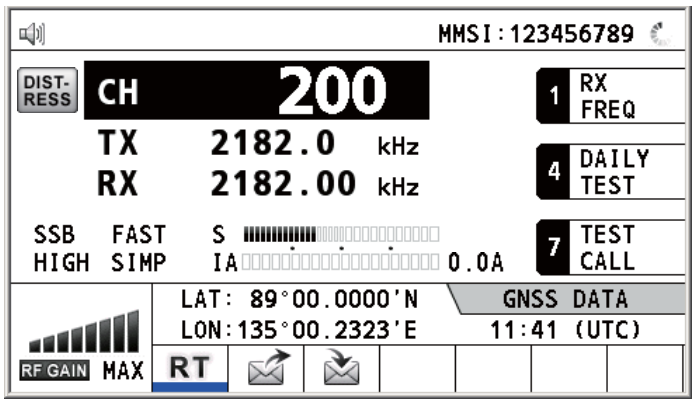 MMSI:123456789
DIST-
RESS
CH 200
1 RX
FREQ
TX 2182.0 kHz
RX 2182.00 kHz
4 DAILY
TEST
SSB FAST S
HIGH SIMP IA 0.0A
7 TEST
CALL
LAT: 89°00.0000'N
LON:135°00.2323'E
GNSS DATA
11:41 (UTC)
RF GAIN MAX
RT